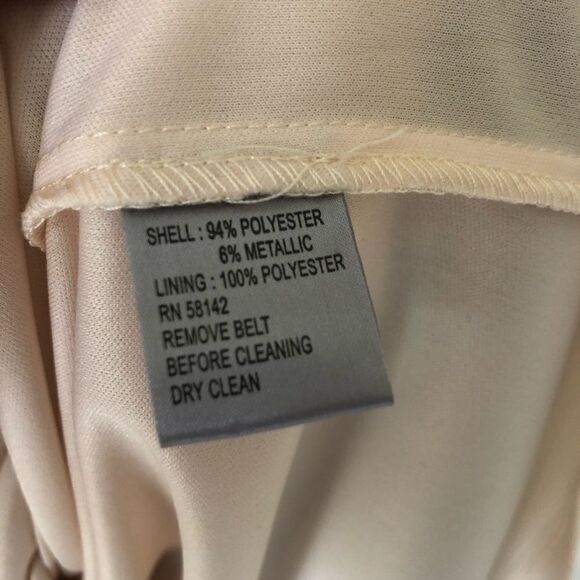 SHELL : 94% POLYESTER
6% METALLIC
LINING : 100% POLYESTER
RN 58142
REMOVE BELT
BEFORE CLEANING
DRY CLEAN